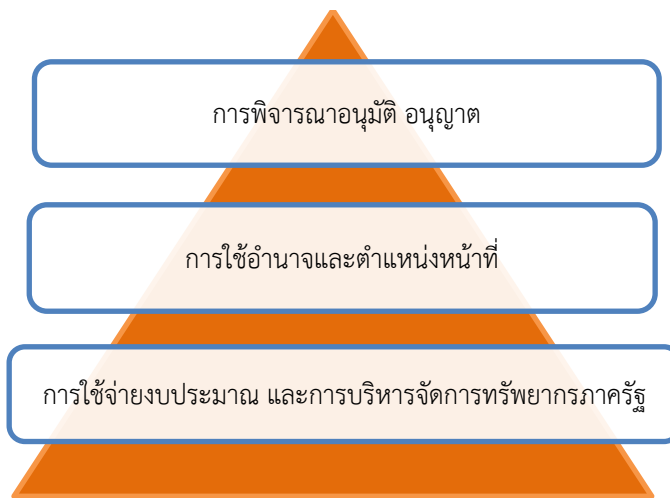 การพิจารณาอนุมัติ อนุญาต
การใช้อำนาจและตำแหน่งหน้าที่
การใช้จ่ายงบประมาณ และการบริหารจัดการทรัพยากรภาครัฐ